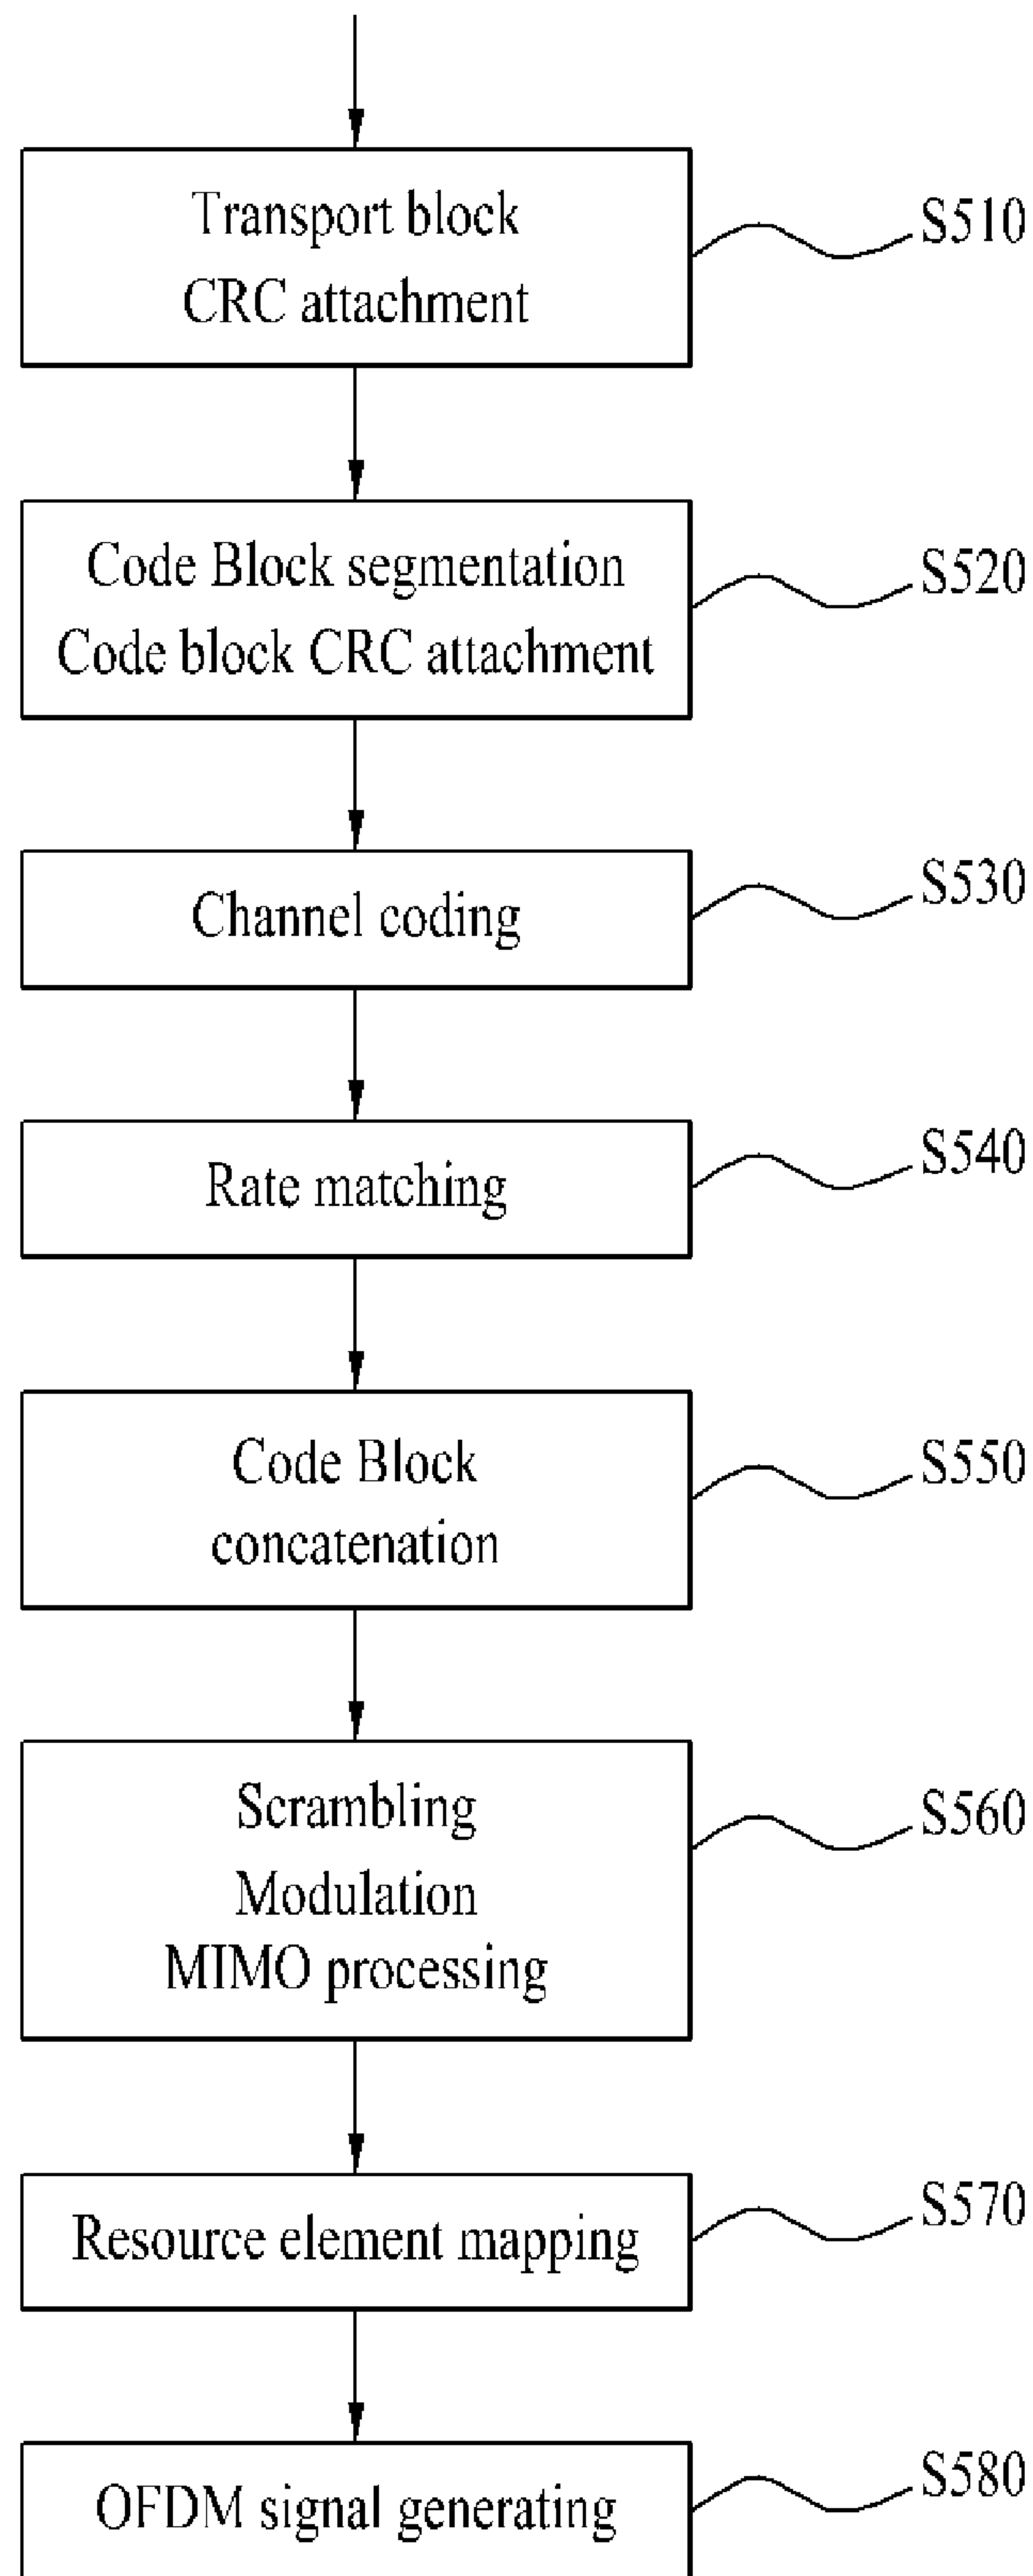 Transport block
CRC attachment
S510
Code Block segmentation
Code block CRC attachment
S520
Channel coding
S530
Rate matching
S540
Code Block
concatenation
S550
Scrambling
Modulation
MIMO processing
S560
Resource element mapping
S570
OFDM signal generating
S580